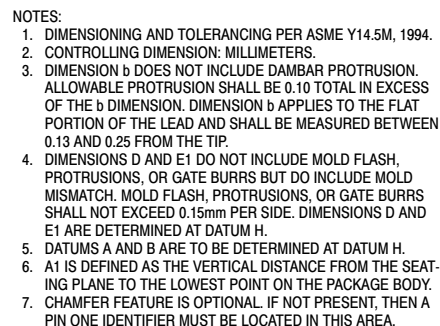 NOTES:
1. DIMENSIONING AND TOLERANCING PER ASME Y14.5M, 1994.
2. CONTROLLING DIMENSION: MILLIMETERS.
3. DIMENSION b DOES NOT INCLUDE DAMBAR PROTRUSION.
ALLOWABLE PROTRUSION SHALL BE 0.10 TOTAL IN EXCESS
OF THE b DIMENSION. DIMENSION b APPLIES TO THE FLAT
PORTION OF THE LEAD AND SHALL BE MEASURED BETWEEN
0.13 AND 0.25 FROM THE TIP.
4. DIMENSIONS D AND E1 DO NOT INCLUDE MOLD FLASH,
PROTRUSIONS, OR GATE BURRS BUT DO INCLUDE MOLD
MISMATCH. MOLD FLASH, PROTRUSIONS, OR GATE BURRS
SHALL NOT EXCEED 0.15mm PER SIDE. DIMENSIONS D AND
E1 ARE DETERMINED AT DATUM H.
5. DATUMS A AND B ARE TO BE DETERMINED AT DATUM H.
6. A1 IS DEFINED AS THE VERTICAL DISTANCE FROM THE SEAT-
ING PLANE TO THE LOWEST POINT ON THE PACKAGE BODY.
7. CHAMFER FEATURE IS OPTIONAL. IF NOT PRESENT, THEN A
PIN ONE IDENTIFIER MUST BE LOCATED IN THIS AREA.